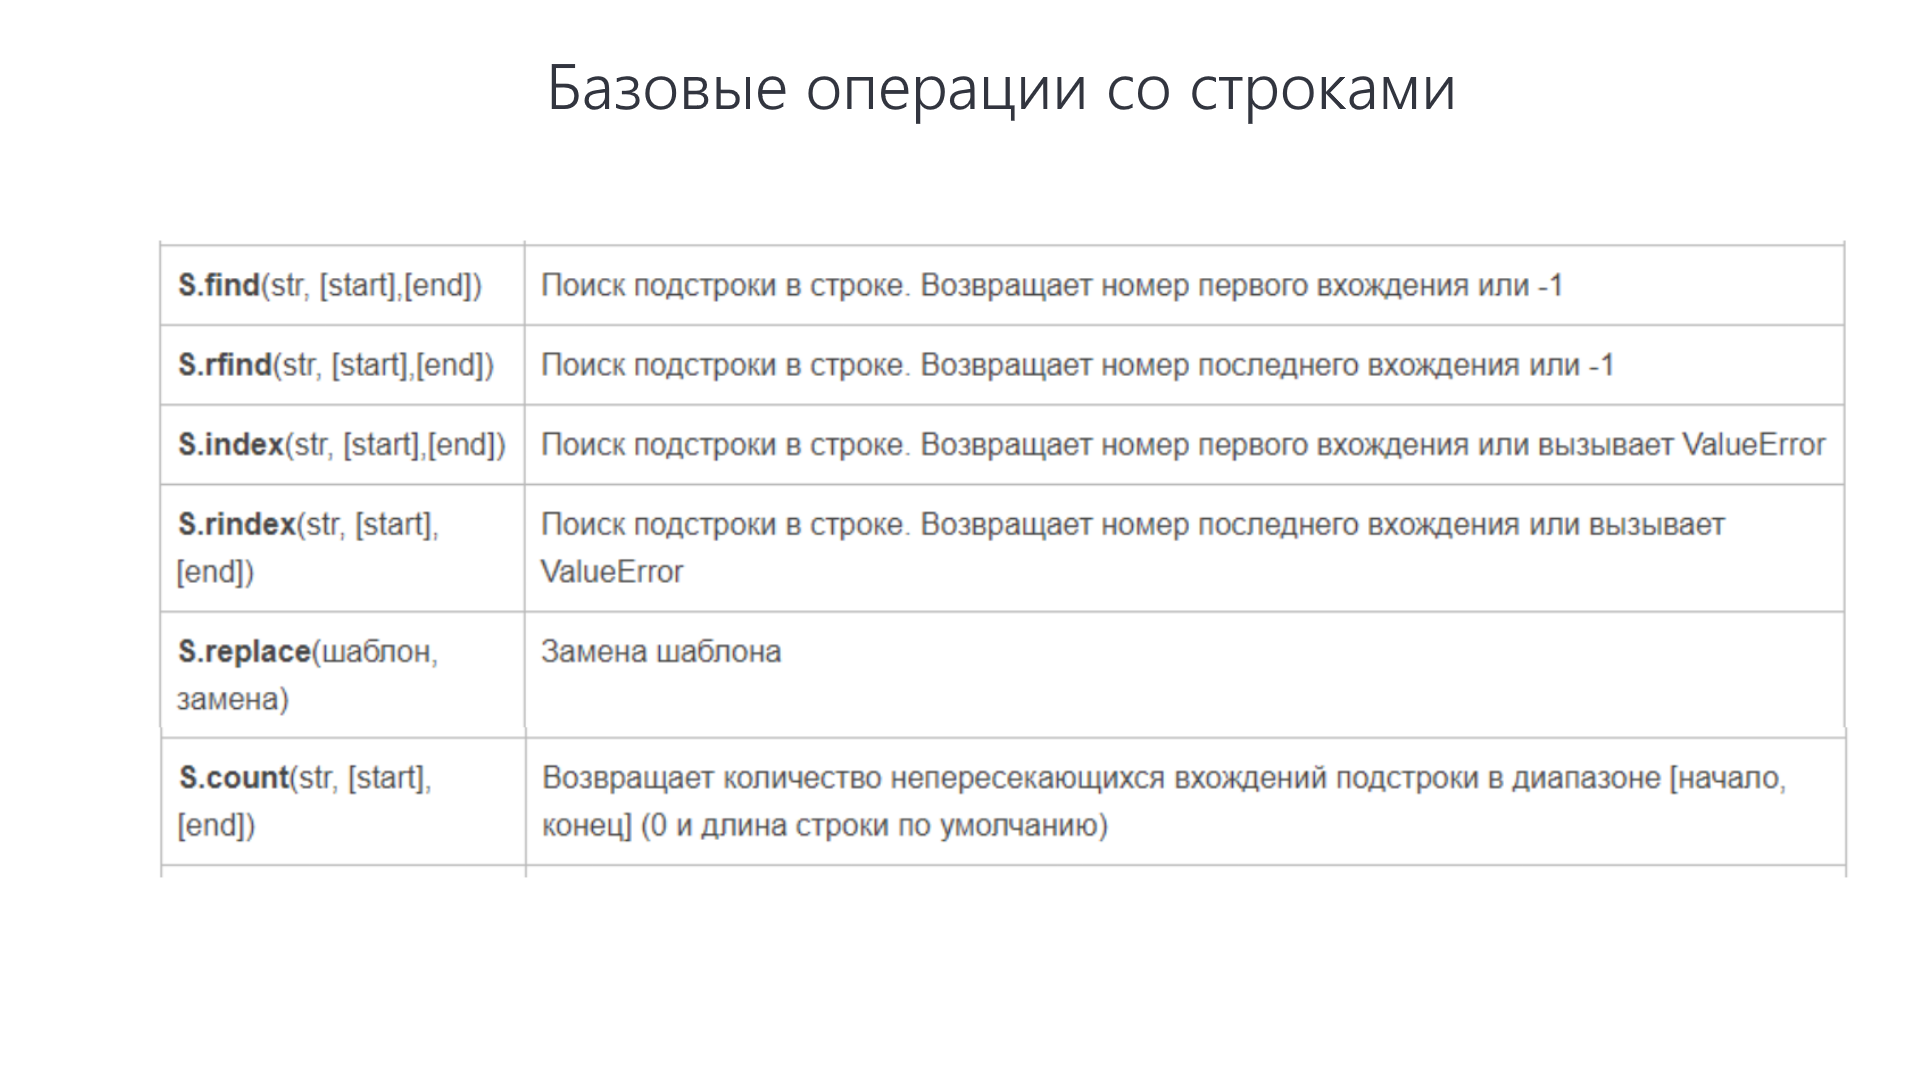 Базовые операции со строками
S.find(str, [start],[end])
Поиск подстроки в строке. Возвращает номер первого вхождения или -1
S.rfind(str, [start],[end])
Поиск подстроки в строке. Возвращает номер последнего вхождения или -1
S.index(str, [start],[end])
Поиск подстроки в строке. Возвращает номер первого вхождения или вызывает ValueError
S.rindex(str, [start],
[end])
Поиск подстроки в строке. Возвращает номер последнего вхождения или вызывает
ValueError
S.replace(шаблон,
замена)
Замена шаблона
S.count(str, [start],
[end])
Возвращает количество непересекающихся вхождений подстроки в диапазоне [начало,
конец] (0 и длина строки по умолчанию)